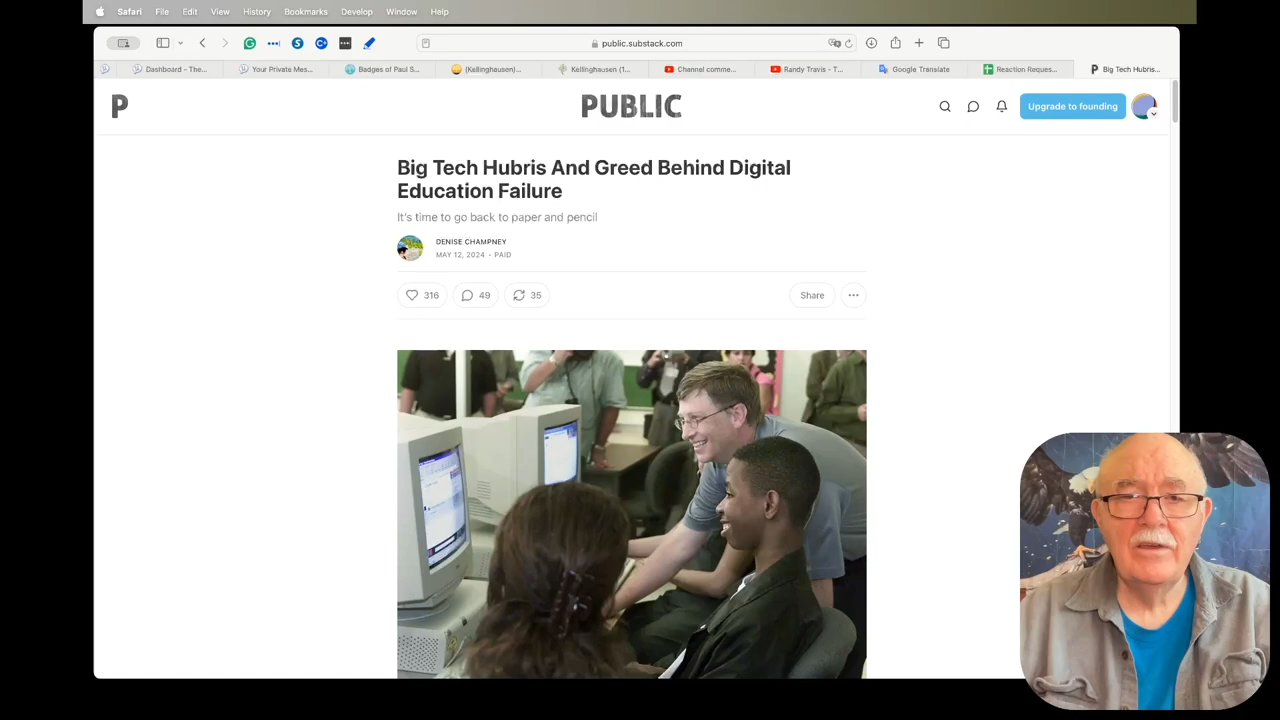 Safari File Edit View History Bookmarks Develop Window Help
public.substack.com
Dashboard - The... Your Private Mes... Badges of Paul S... (Kellinghausen)... Kellinghausen (1... Channel comme... Randy Travis - T... Google Translate Reaction Reques... Big Tech Hubris...
P PUBLIC Upgrade to founding
Big Tech Hubris And Greed Behind Digital
Education Failure
It's time to go back to paper and pencil
DENISE CHAMPNEY
MAY 12, 2024 • PAID
316 49 35 Share